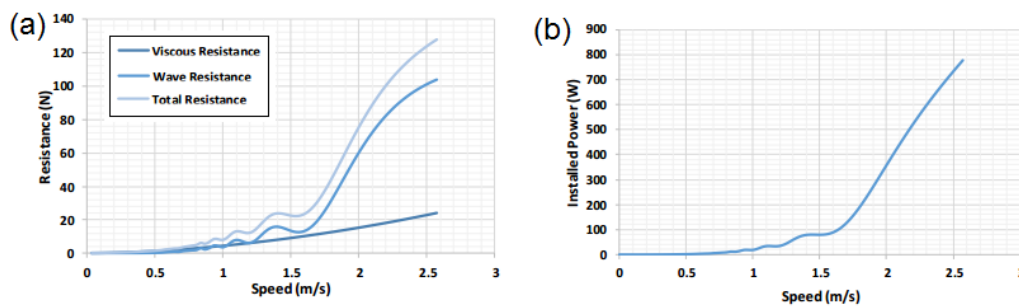 (a)
140
120
100
80
60
40
20
0
Resistance (N)
Viscous Resistance
Wave Resistance
Total Resistance
0 0.5 1 1.5 2 2.5 3
Speed (m/s)
(b)
900
800
700
600
500
400
300
200
100
0
Installed Power (W)
0 0.5 1 1.5 2 2.5 3
Speed (m/s)